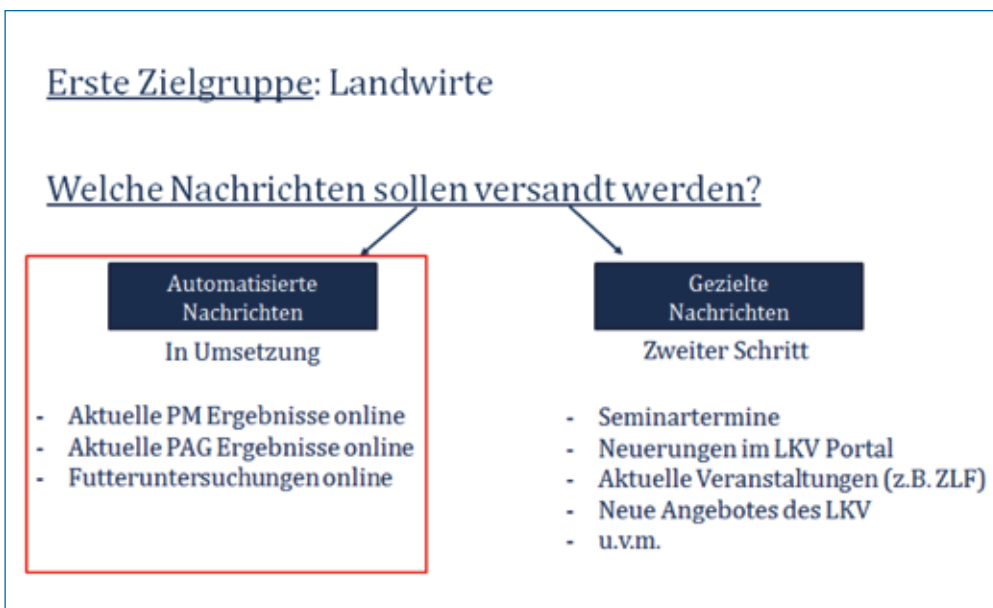 Erste Zielgruppe: Landwirte
Welche Nachrichten sollen versandt werden?
Automatisierte
Nachrichten
In Umsetzung
- Aktuelle PM Ergebnisse online
- Aktuelle PAG Ergebnisse online
- Futteruntersuchungen online
Gezielte
Nachrichten
Zweiter Schritt
- Seminartermine
- Neuerungen im LKV Portal
- Aktuelle Veranstaltungen (z.B. ZLF)
- Neue Angebotes des LKV
- u.v.m.